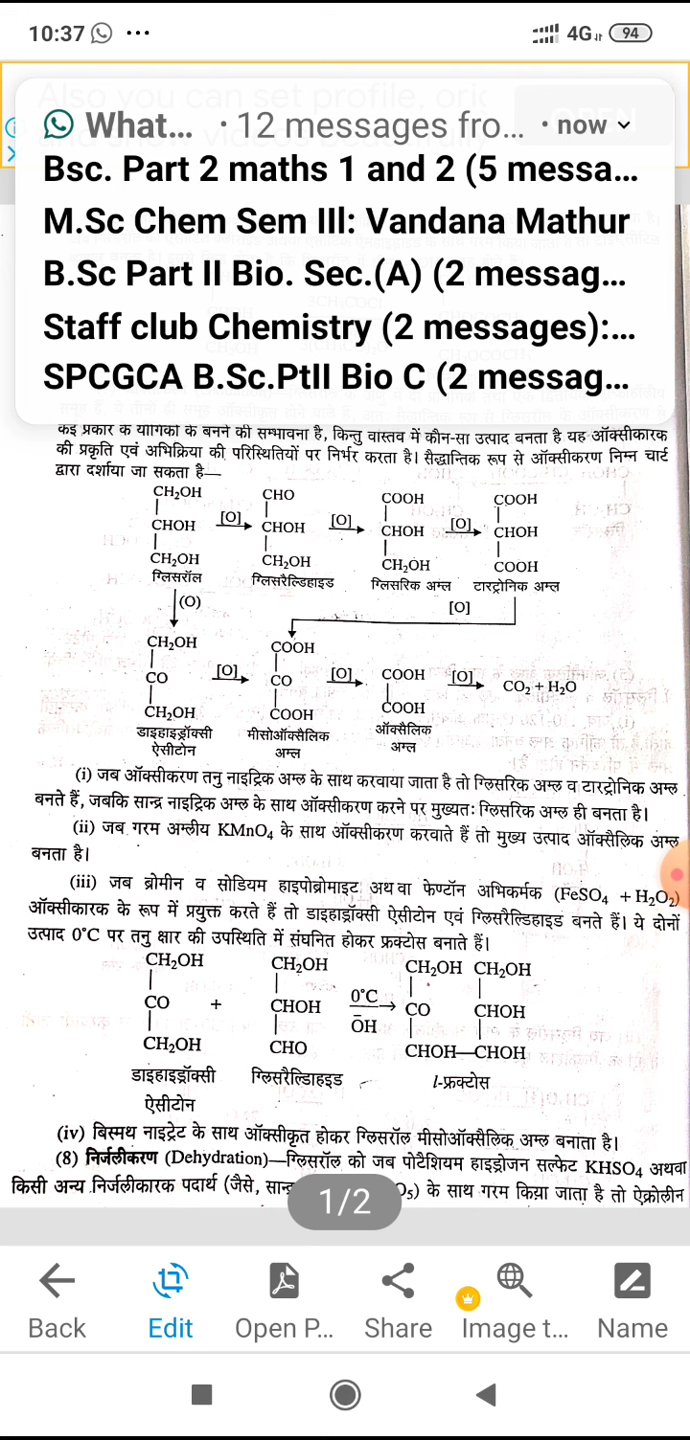 10:37 ... 4G 94
What... · 12 messages fro... · now
Bsc. Part 2 maths 1 and 2 (5 messa...
M.Sc Chem Sem III: Vandana Mathur
B.Sc Part II Bio. Sec.(A) (2 messag...
Staff club Chemistry (2 messages):...
SPCGCA B.Sc.PtII Bio C (2 messag...
कई प्रकार के यौगिकों के बनने की सम्भावना है, किन्तु वास्तव में कौन-सा उत्पाद बनता है यह ऑक्सीकारक
की प्रकृति एवं अभिक्रिया की परिस्थितियों पर निर्भर करता है। सैद्धान्तिक रूप से ऑक्सीकरण निम्न चार्ट
द्वारा दर्शाया जा सकता है—
CH₂OH CHO COOH COOH
CHOH [O] CHOH [O] CHOH [O] CHOH
CH₂OH CH₂OH CH₂OH COOH
ग्लिसरॉल ग्लिसरैल्डिहाइड ग्लिसरिक अम्ल टारट्रोनिक अम्ल
(O) [O]
CH₂OH COOH
CO [O] CO [O] COOH [O] CO₂ + H₂O
CH₂OH COOH COOH
डाइहाइड्रॉक्सी मीसोऑक्सैलिक ऑक्सैलिक
ऐसीटोन अम्ल अम्ल
(i) जब ऑक्सीकरण तनु नाइट्रिक अम्ल के साथ करवाया जाता है तो ग्लिसरिक अम्ल व टारट्रोनिक अम्ल
बनते हैं, जबकि सान्द्र नाइट्रिक अम्ल के साथ ऑक्सीकरण करने पर मुख्यतः ग्लिसरिक अम्ल ही बनता है।
(ii) जब गरम अम्लीय KMnO₄ के साथ ऑक्सीकरण करवाते हैं तो मुख्य उत्पाद ऑक्सैलिक अम्ल
बनता है।
(iii) जब ब्रोमीन व सोडियम हाइपोब्रोमाइट अथवा फेण्टॉन अभिकर्मक (FeSO₄ + H₂O₂)
ऑक्सीकारक के रूप में प्रयुक्त करते हैं तो डाइहाड्रॉक्सी ऐसीटोन एवं ग्लिसरैल्डिहाइड बनते हैं। ये दोनों
उत्पाद 0°C पर तनु क्षार की उपस्थिति में संघनित होकर फ्रक्टोस बनाते हैं।
CH₂OH CH₂OH CH₂OH CH₂OH
CO + CHOH 0°C CO CHOH
CH₂OH CHO ŌH CHOH—CHOH
डाइहाइड्रॉक्सी ग्लिसरैल्डिाहइड l-फ्रक्टोस
ऐसीटोन
(iv) बिस्मथ नाइट्रेट के साथ ऑक्सीकृत होकर ग्लिसरॉल मीसोऑक्सैलिक अम्ल बनाता है।
(8) निर्जलीकरण (Dehydration)—ग्लिसरॉल को जब पोटैशियम हाइड्रोजन सल्फेट KHSO₄ अथवा
किसी अन्य निर्जलीकारक पदार्थ (जैसे, सान्द्र O₅) के साथ गरम किया जाता है तो ऐक्रोलीन
1/2
Back Edit Open P... Share Image t... Name